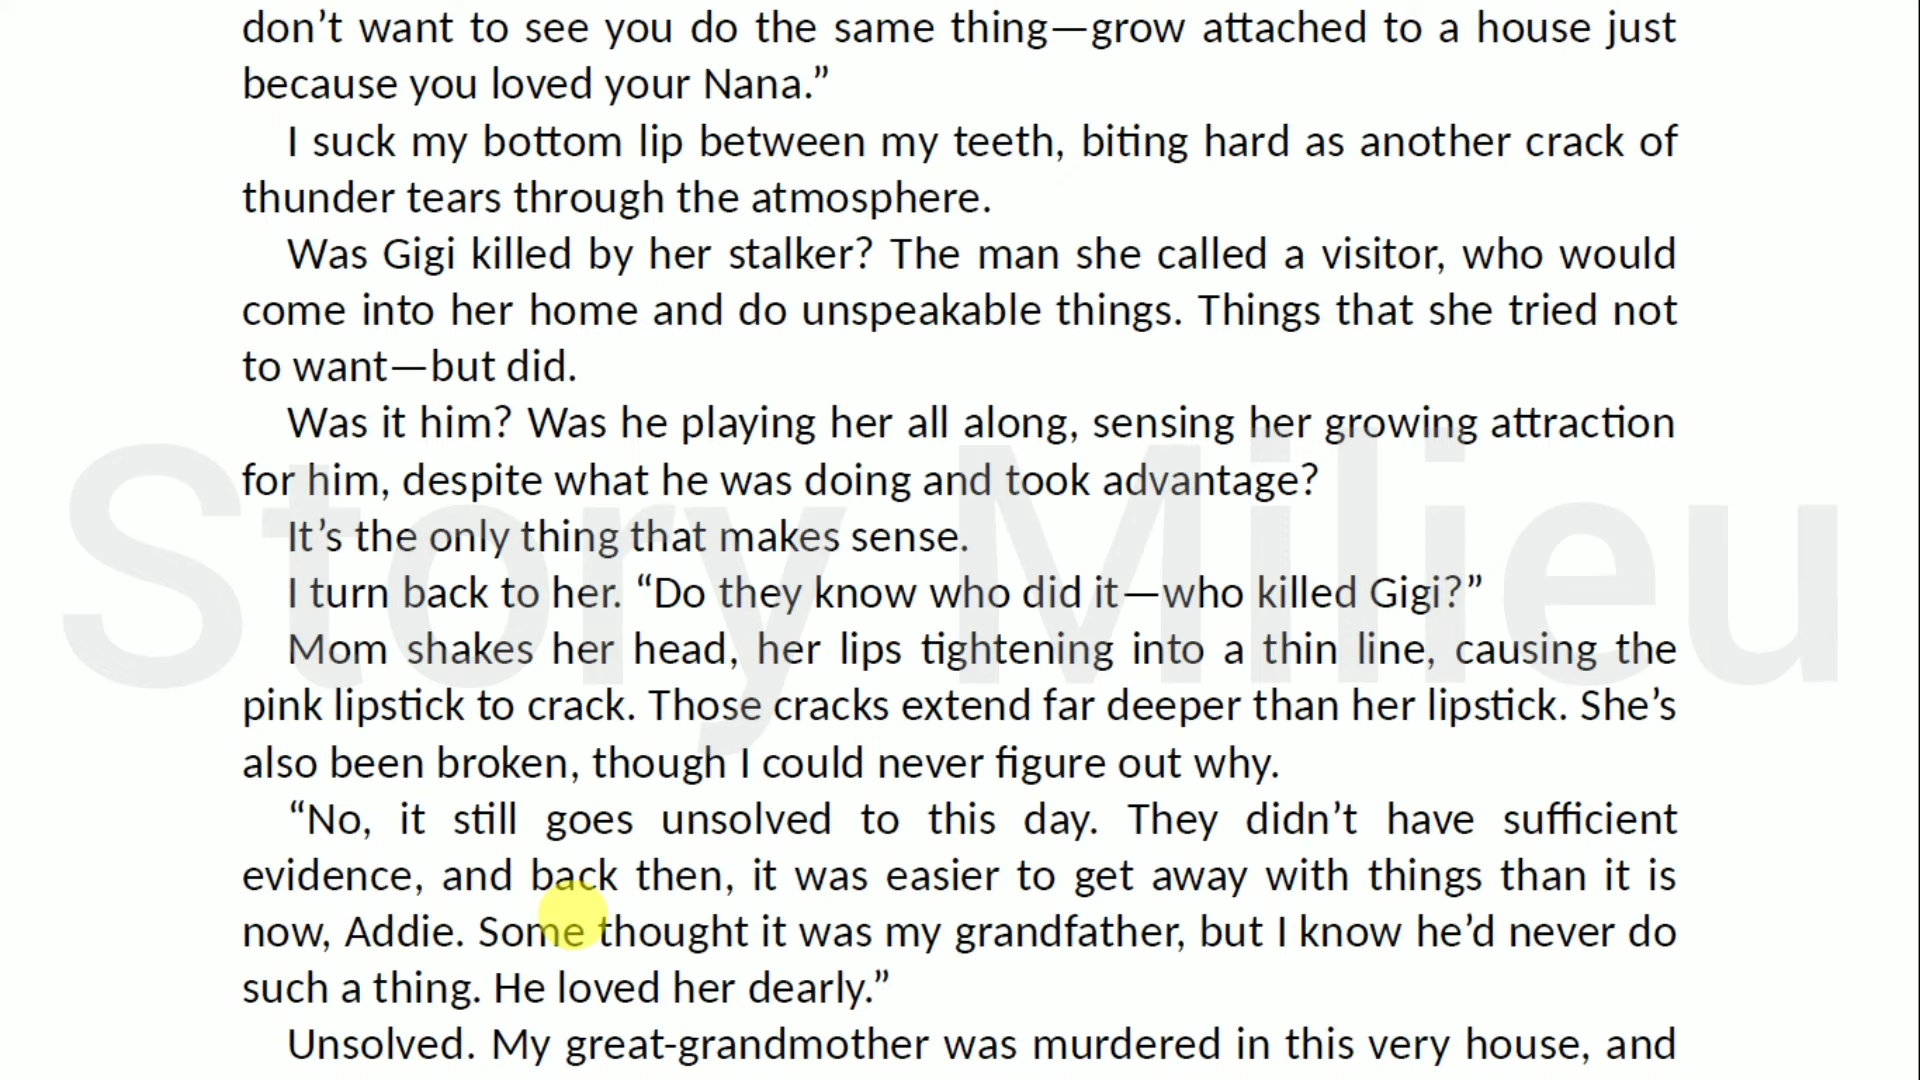 don’t want to see you do the same thing—grow attached to a house just
because you loved your Nana.”
I suck my bottom lip between my teeth, biting hard as another crack of
thunder tears through the atmosphere.
Was Gigi killed by her stalker? The man she called a visitor, who would
come into her home and do unspeakable things. Things that she tried not
to want—but did.
Was it him? Was he playing her all along, sensing her growing attraction
for him, despite what he was doing and took advantage?
It’s the only thing that makes sense.
Story Milieu
I turn back to her. “Do they know who did it—who killed Gigi?”
Mom shakes her head, her lips tightening into a thin line, causing the
pink lipstick to crack. Those cracks extend far deeper than her lipstick. She’s
also been broken, though I could never figure out why.
“No, it still goes unsolved to this day. They didn’t have sufficient
evidence, and back then, it was easier to get away with things than it is
now, Addie. Some thought it was my grandfather, but I know he’d never do
such a thing. He loved her dearly.”
Unsolved. My great-grandmother was murdered in this very house, and